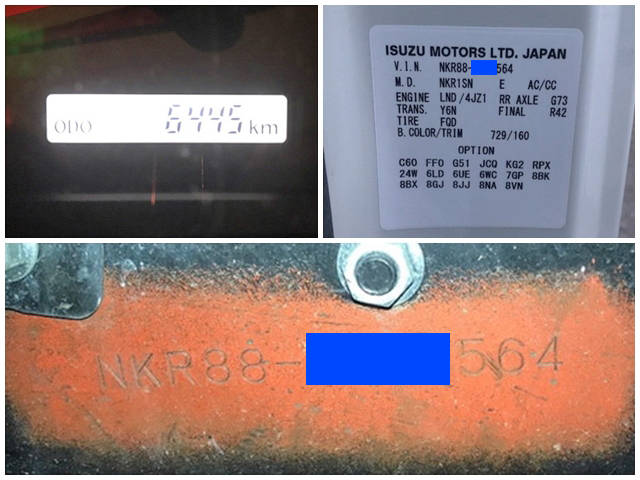 ODO 6445 km
ISUZU MOTORS LTD. JAPAN
V.I.N. NKR88- 564
M.D. NKR1SN E AC/CC
ENGINE LND/4JZ1 RR AXLE G73
TRANS. Y6N FINAL R42
TIRE FQD
B.COLOR/TRIM 729/160
OPTION
C60 FF0 G51 JCQ KG2 RPX
24W 6LD 6UE 6WC 7GP 8BK
8BX 8GJ 8JJ 8NA 8VN
NKR88- 564